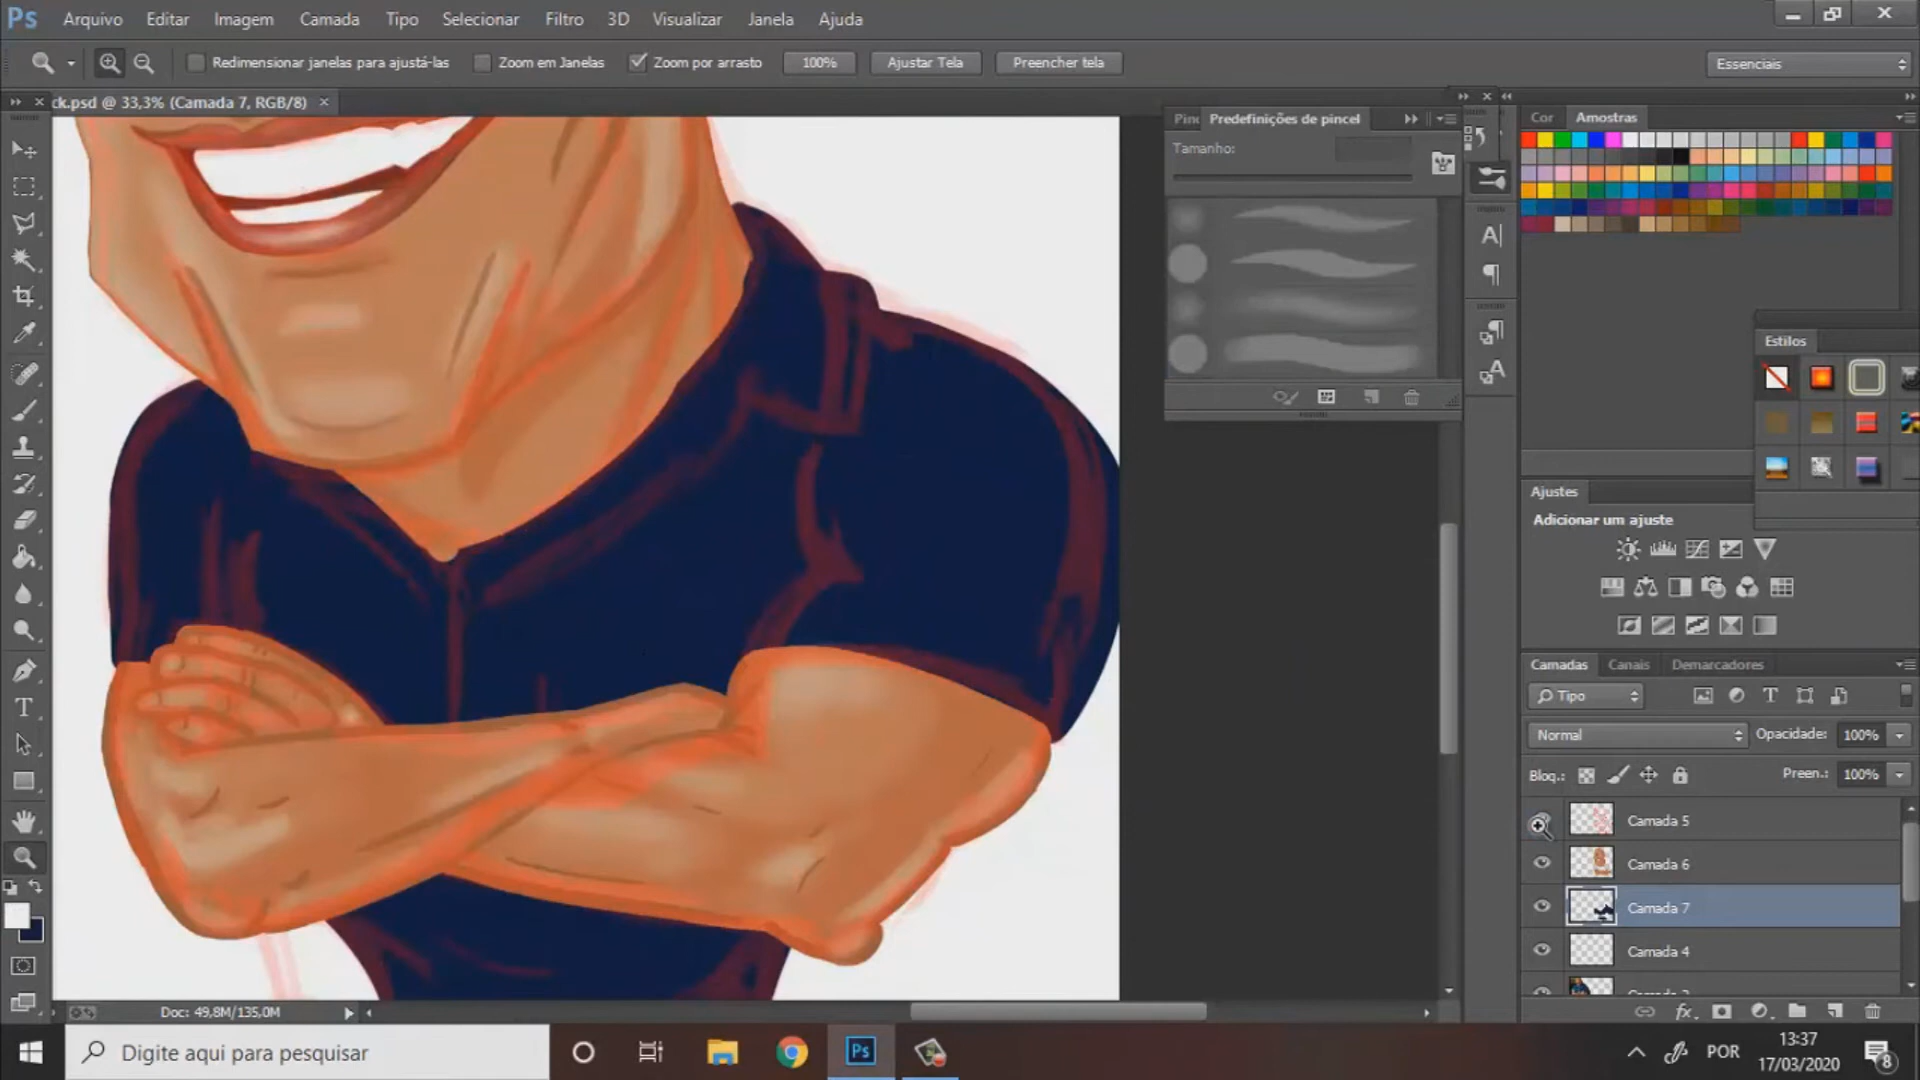 Ps Arquivo Editar Imagem Camada Tipo Selecionar Filtro 3D Visualizar Janela Ajuda
Redimensionar janelas para ajustá-las Zoom em Janelas Zoom por arrasto 100% Ajustar Tela Preencher tela Essenciais
ck.psd @ 33,3% (Camada 7, RGB/8) ×
Predefinições de pincel
Tamanho:
Cor Amostras
Estilos
Ajustes
Adicionar um ajuste
Camadas Canais Demarcadores
Tipo
Normal Opacidade: 100%
Bloq.: Preen.: 100%
Camada 5
Camada 6
Camada 7
Camada 4
Doc: 49,8M/135,0M
Digite aqui para pesquisar
Ps
POR
13:37
17/03/2020
8